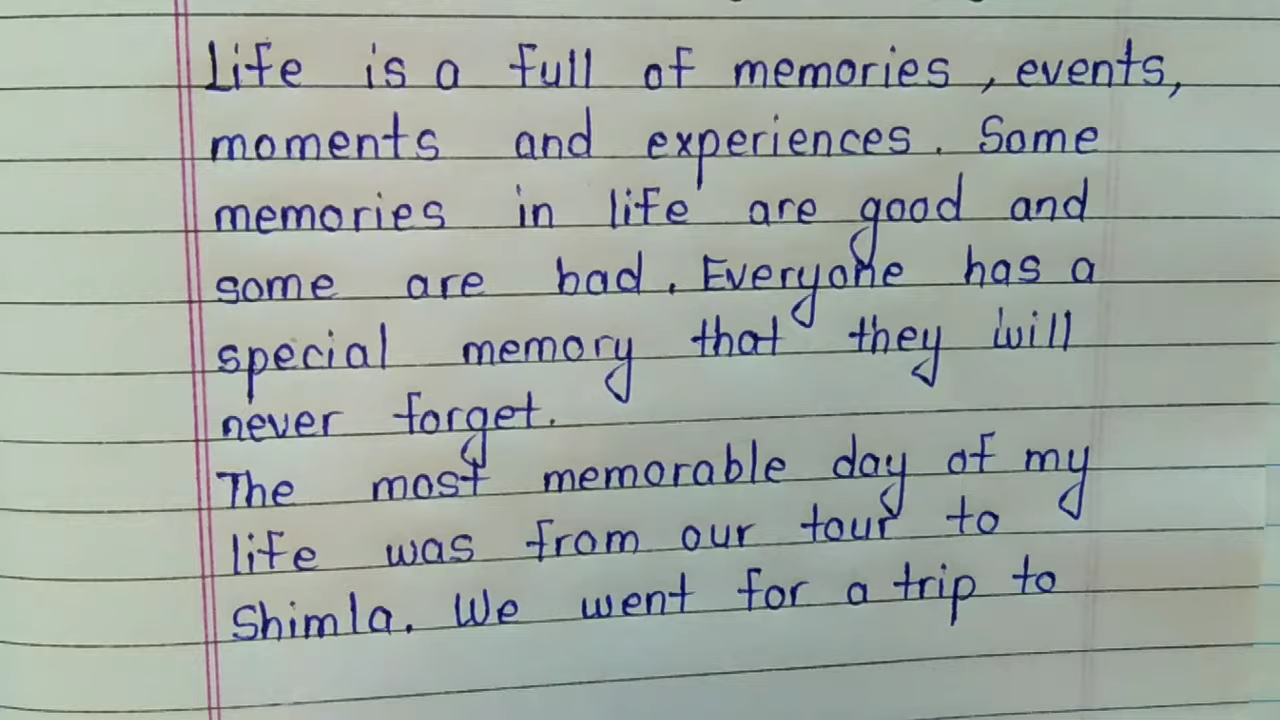 Life is a full of memories, events,
moments and experiences. Some
memories in life are good and
some are bad. Everyone has a
special memory that they will
never forget.
The most memorable day of my
life was from our tour to
Shimla. We went for a trip to